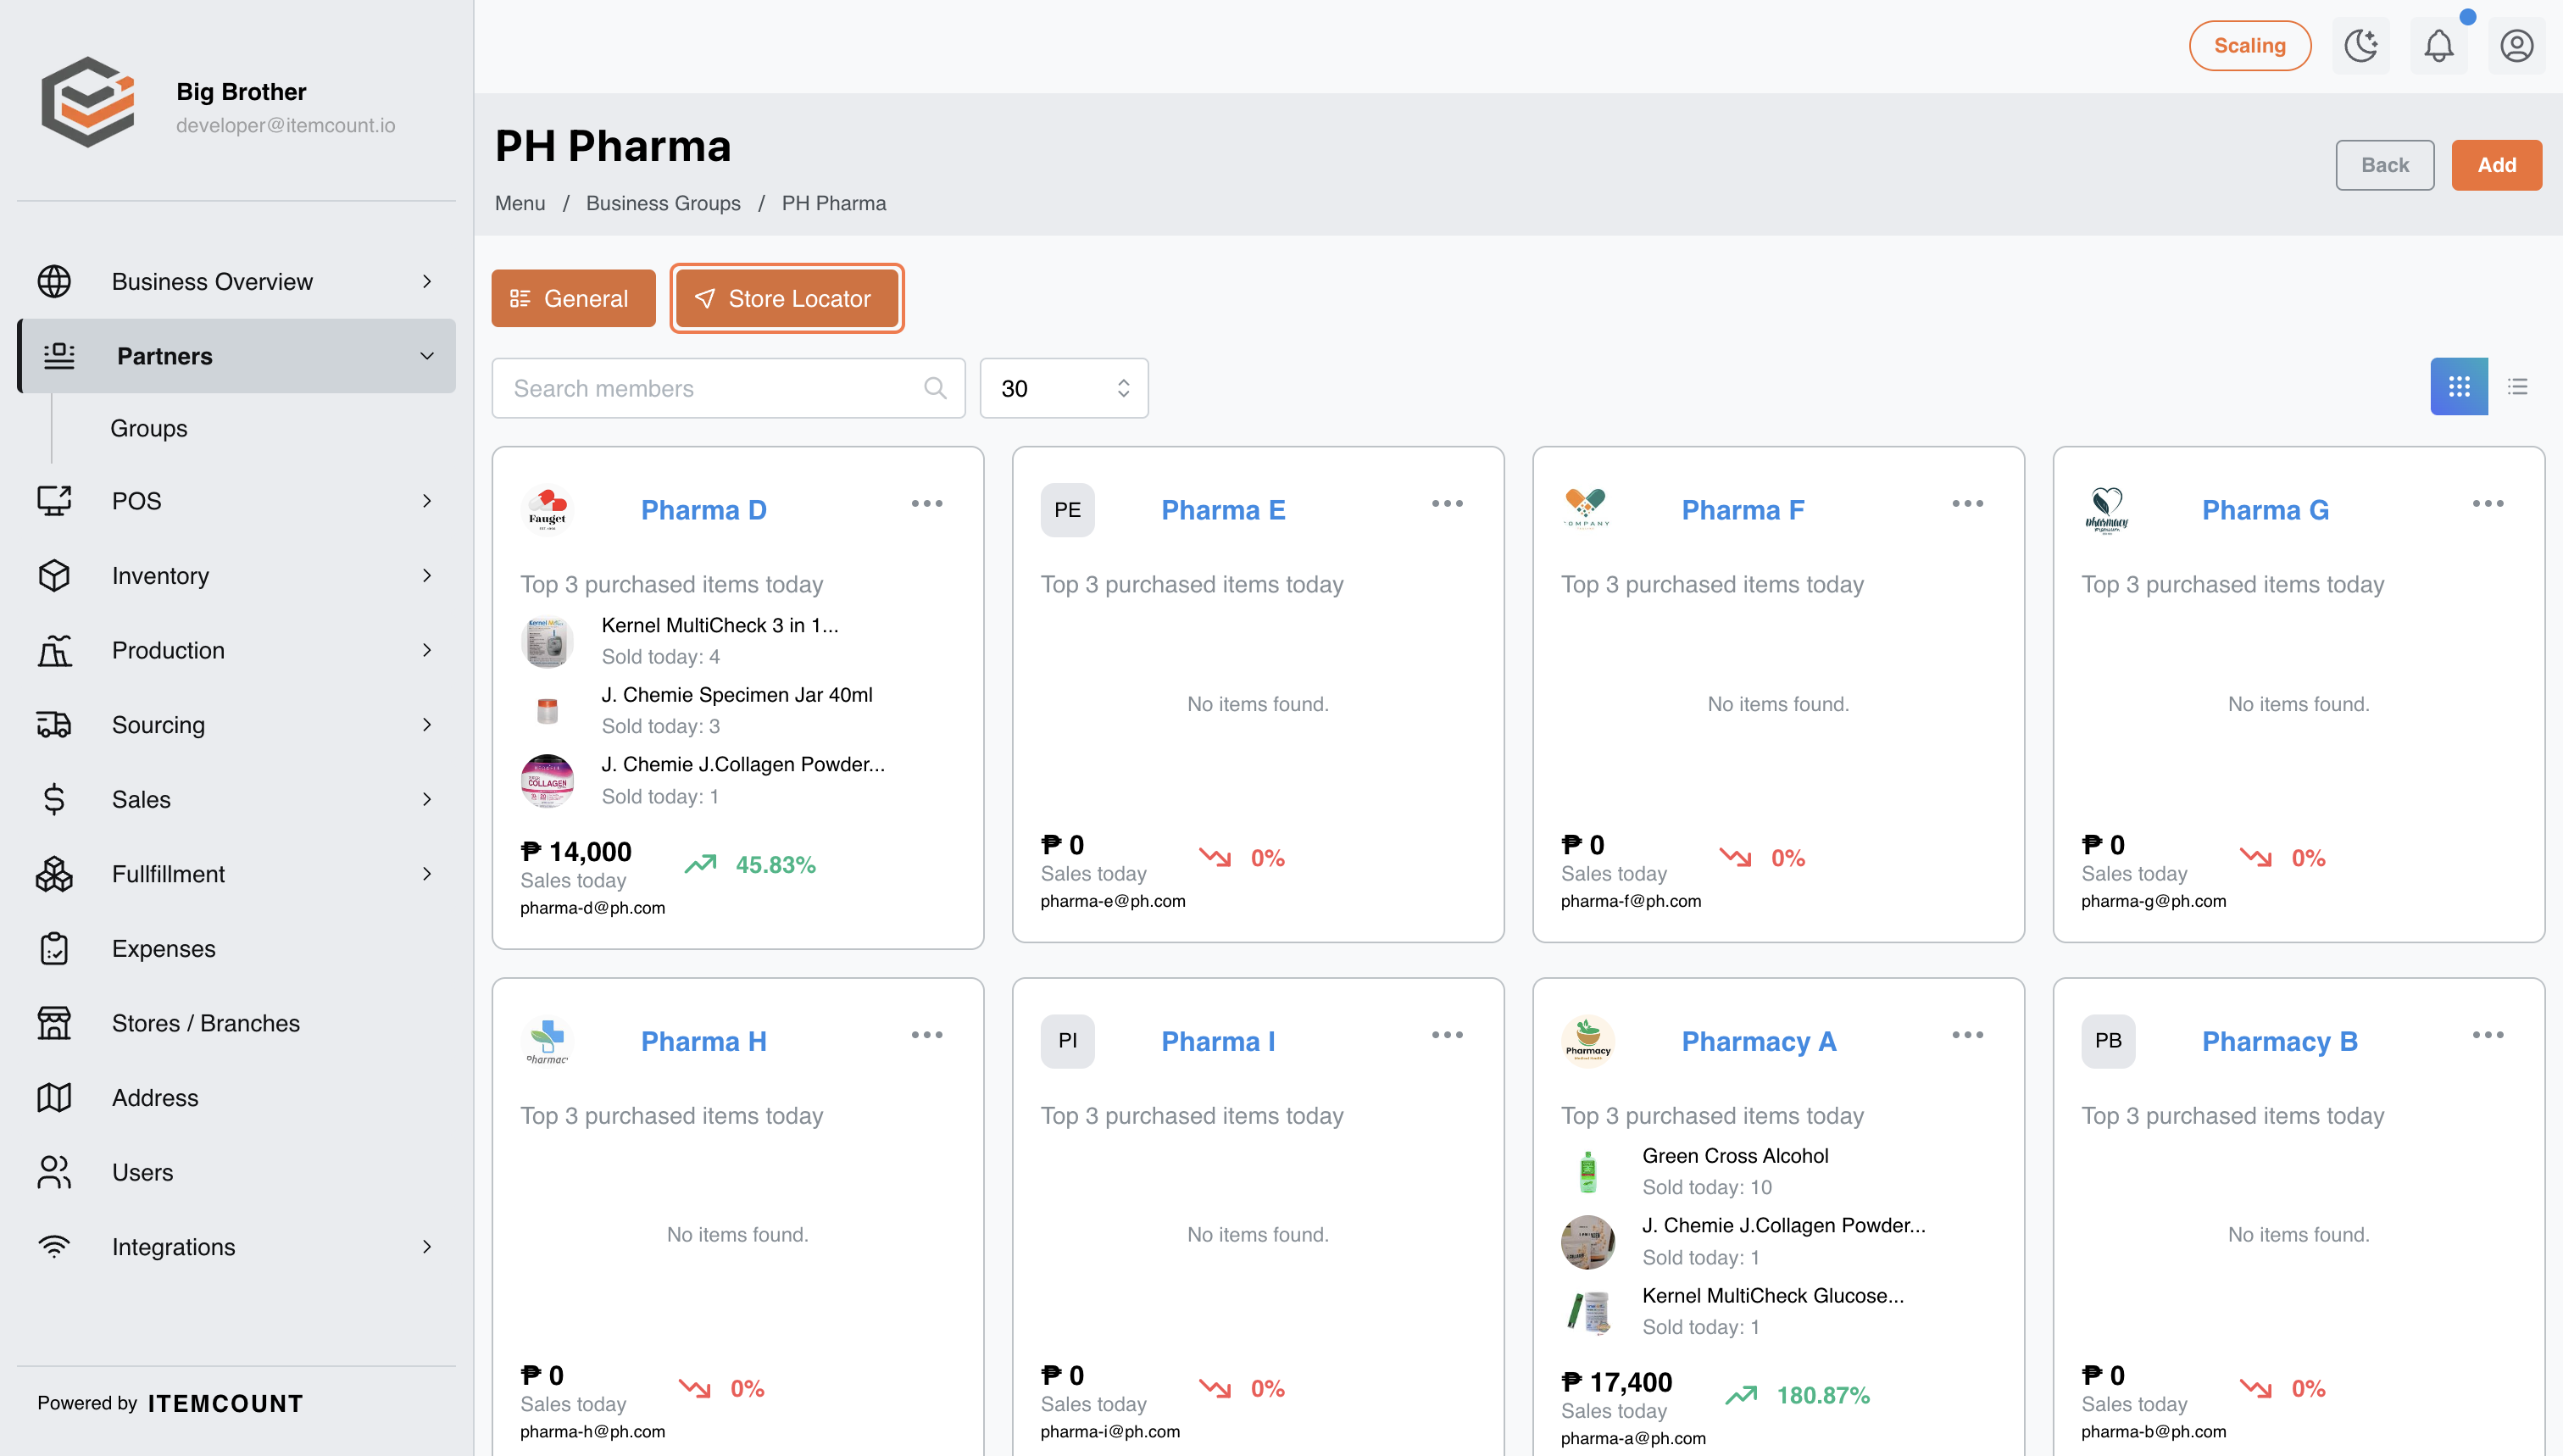 Big Brother
developer@itemcount.io
Business Overview
Partners
Groups
POS
Inventory
Production
Sourcing
Sales
Fullfillment
Expenses
Stores / Branches
Address
Users
Integrations
Powered by ITEMCOUNT
Scaling
PH Pharma
Menu / Business Groups / PH Pharma
Back
Add
General
Store Locator
Search members
30
Fauget
Pharma D
Top 3 purchased items today
Kernel MultiCheck 3 in 1...
Sold today: 4
J. Chemie Specimen Jar 40ml
Sold today: 3
COLLAGEN
J. Chemie J.Collagen Powder...
Sold today: 1
₱ 14,000
45.83%
Sales today
pharma-d@ph.com
PE
Pharma E
Top 3 purchased items today
No items found.
₱ 0
0%
Sales today
pharma-e@ph.com
Pharma F
Top 3 purchased items today
No items found.
₱ 0
0%
Sales today
pharma-f@ph.com
pharmacy
Pharma G
Top 3 purchased items today
No items found.
₱ 0
0%
Sales today
pharma-g@ph.com
Pharma H
Top 3 purchased items today
No items found.
₱ 0
0%
Sales today
pharma-h@ph.com
PI
Pharma I
Top 3 purchased items today
No items found.
₱ 0
0%
Sales today
pharma-i@ph.com
Pharmacy
Pharmacy A
Top 3 purchased items today
Green Cross Alcohol
Sold today: 10
J. Chemie J.Collagen Powder...
Sold today: 1
Kernel MultiCheck Glucose...
Sold today: 1
₱ 17,400
180.87%
Sales today
pharma-a@ph.com
PB
Pharmacy B
Top 3 purchased items today
No items found.
₱ 0
0%
Sales today
pharma-b@ph.com